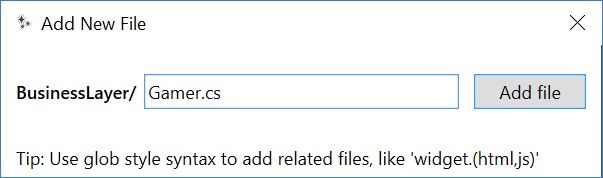 Add New File
BusinessLayer/ Gamer.cs Add file
Tip: Use glob style syntax to add related files, like 'widget.(html,js)'